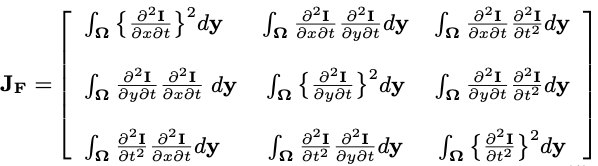 ∫_Ω {∂²I/∂x∂t}² dy   ∫_Ω ∂²I/∂x∂t ∂²I/∂y∂t dy   ∫_Ω ∂²I/∂x∂t ∂²I/∂t² dy
J_F = ∫_Ω ∂²I/∂y∂t ∂²I/∂x∂t dy   ∫_Ω {∂²I/∂y∂t}² dy   ∫_Ω ∂²I/∂y∂t ∂²I/∂t² dy
∫_Ω ∂²I/∂t² ∂²I/∂x∂t dy   ∫_Ω ∂²I/∂t² ∂²I/∂y∂t dy   ∫_Ω {∂²I/∂t²}² dy